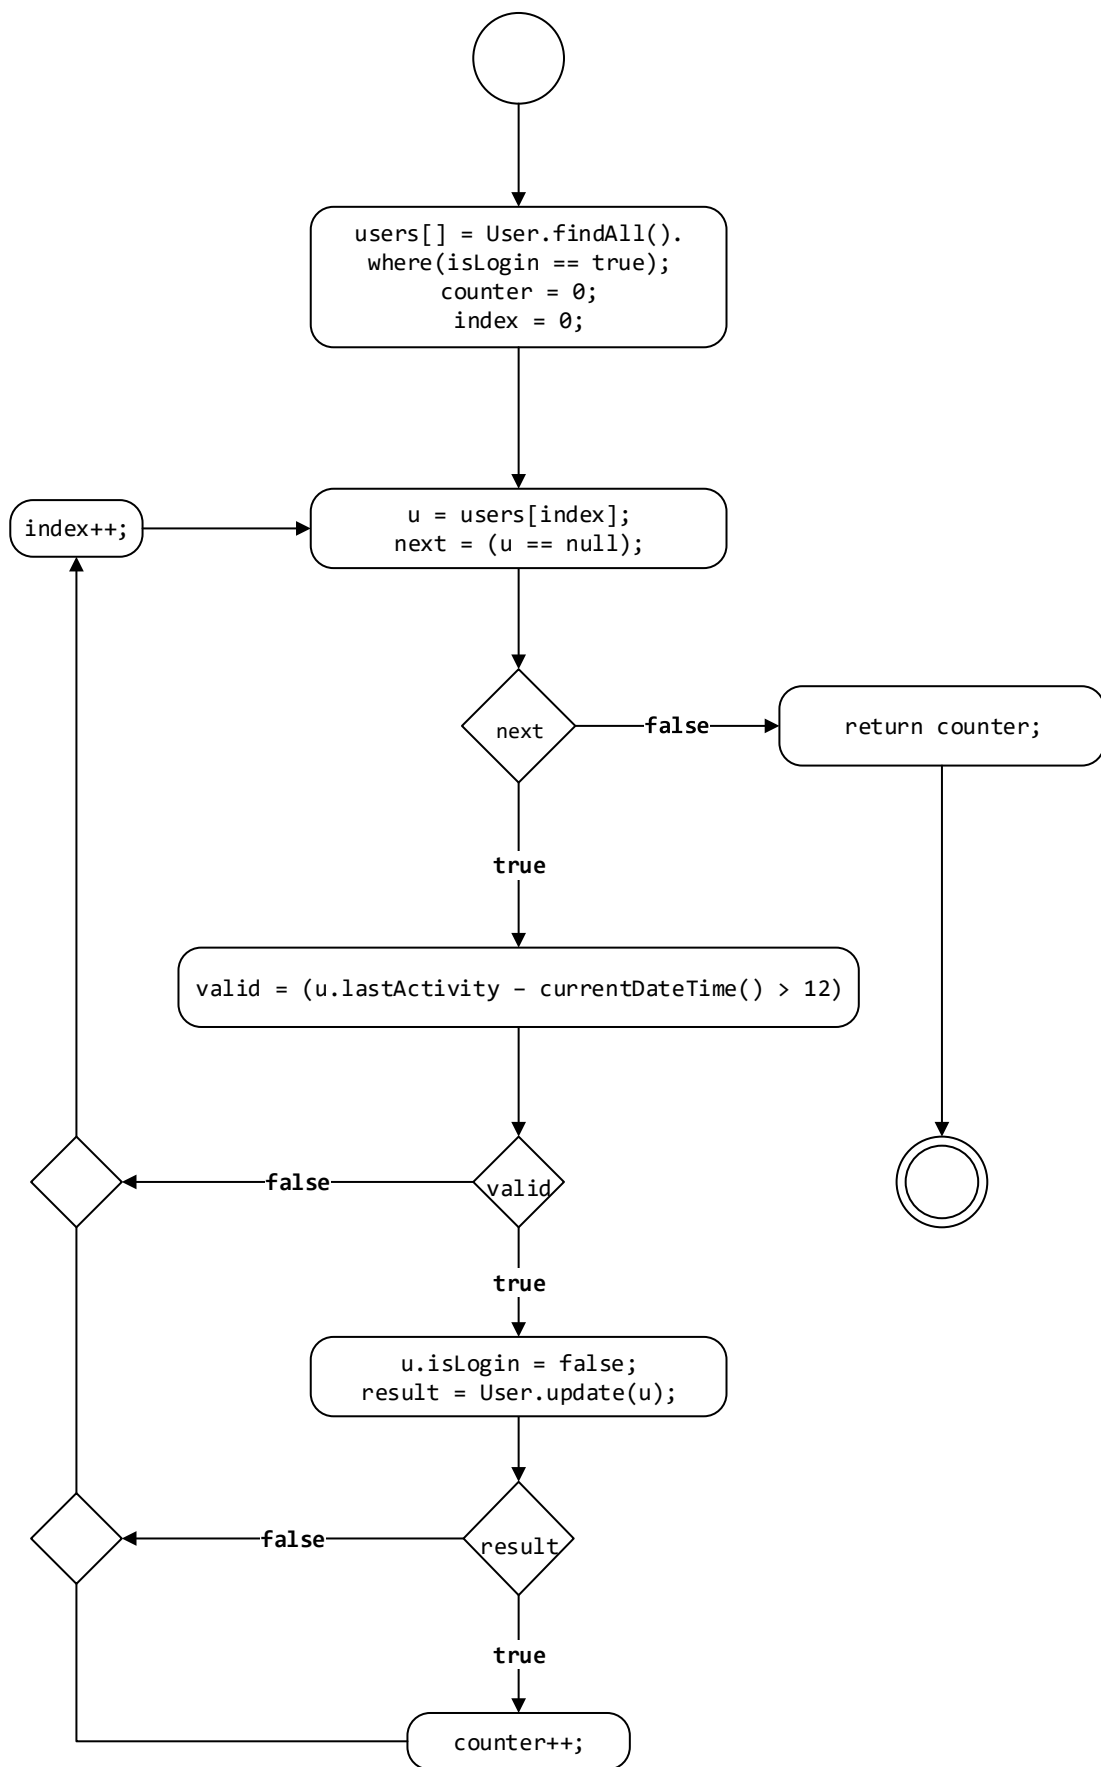 users[] = User.findAll().
where(isLogin == true);
counter = 0;
index = 0;
index++;
u = users[index];
next = (u == null);
next
false
return counter;
true
valid = (u.lastActivity – currentDateTime() > 12)
false
valid
true
u.isLogin = false;
result = User.update(u);
false
result
true
counter++;